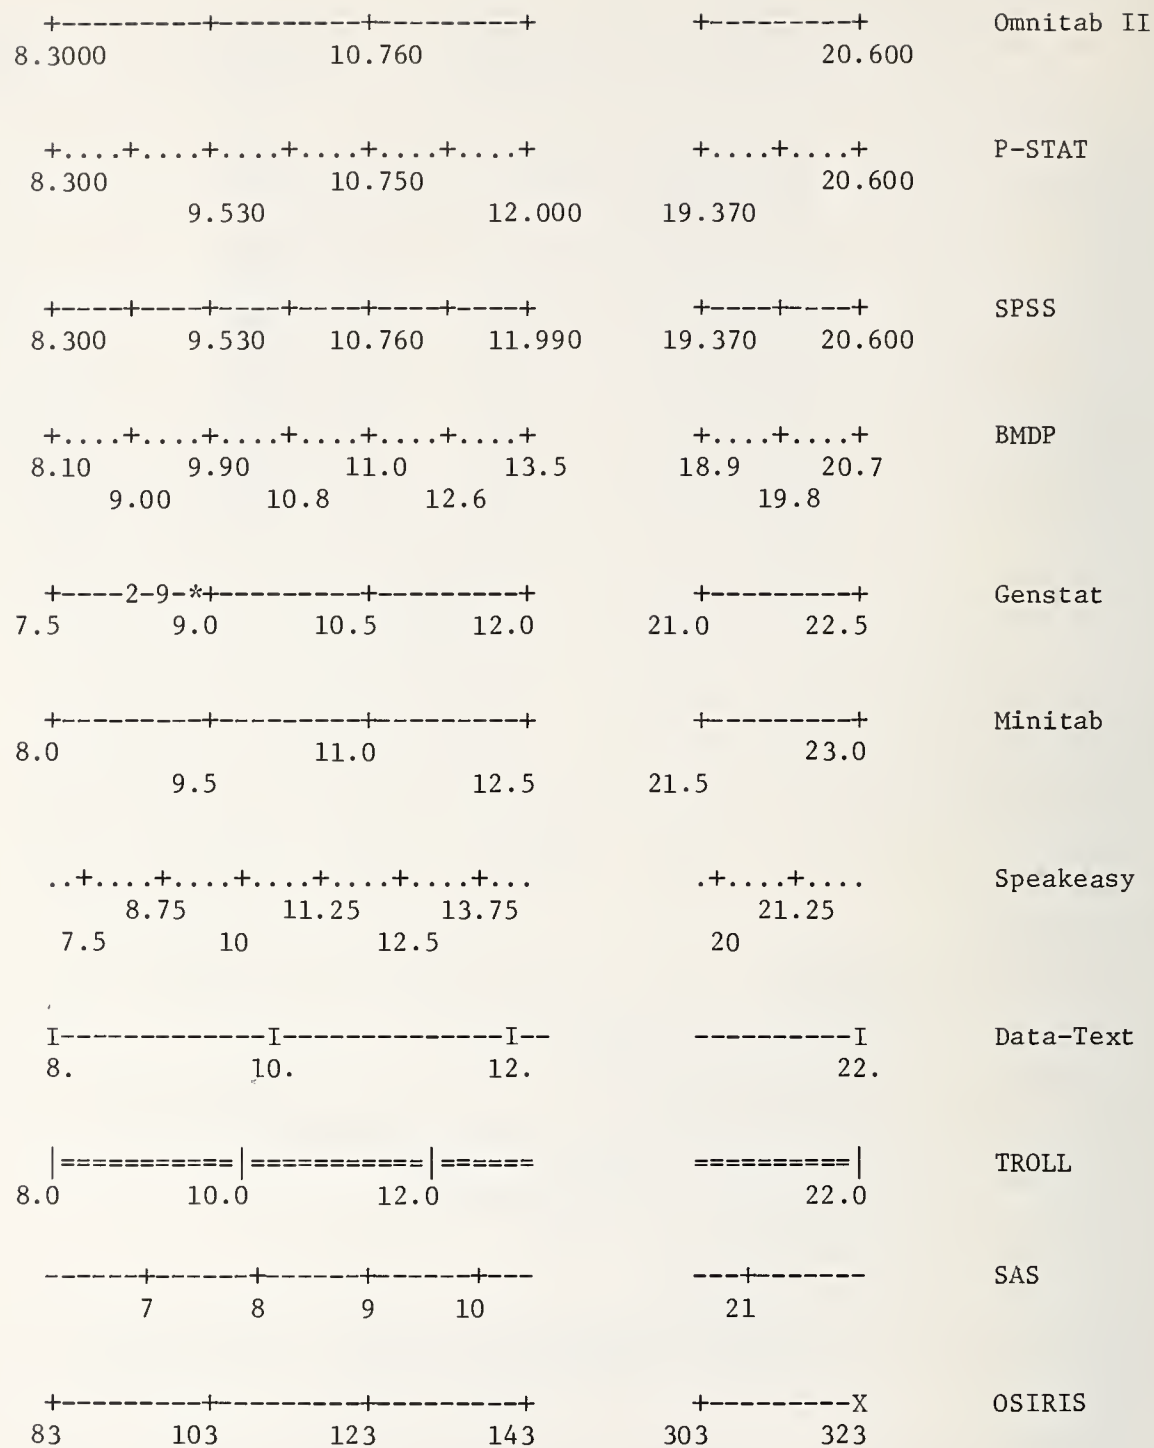 +---------+---------+---------+ +---------+ Omnitab II
8.3000 10.760 20.600
+....+....+....+....+....+....+ +....+....+ P-STAT
8.300 10.750 20.600
9.530 12.000 19.370
+----+----+----+----+----+----+ +----+----+ SPSS
8.300 9.530 10.760 11.990 19.370 20.600
+....+....+....+....+....+....+ +....+....+ BMDP
8.10 9.90 11.0 13.5 18.9 20.7
9.00 10.8 12.6 19.8
+----2-9-*+---------+---------+ +---------+ Genstat
7.5 9.0 10.5 12.0 21.0 22.5
+---------+---------+---------+ +---------+ Minitab
8.0 11.0 23.0
9.5 12.5 21.5
..+....+....+....+....+....+... .+....+.... Speakeasy
8.75 11.25 13.75 21.25
7.5 10 12.5 20
I-------------I--------------I-- ----------I Data-Text
8. 10. 12. 22.
|===========|===========|====== ==========| TROLL
8.0 10.0 12.0 22.0
------+------+------+------+--- ---+------- SAS
7 8 9 10 21
+---------+---------+---------+ +---------X OSIRIS
83 103 123 143 303 323